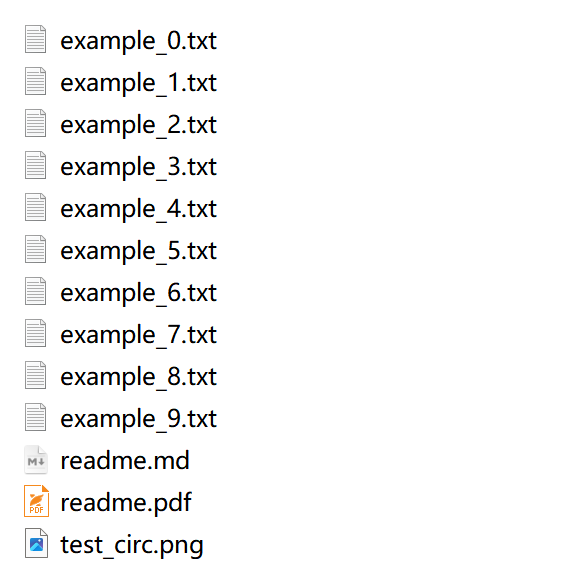 example_0.txt
example_1.txt
example_2.txt
example_3.txt
example_4.txt
example_5.txt
example_6.txt
example_7.txt
example_8.txt
example_9.txt
M↓ readme.md
PDF readme.pdf
test_circ.png